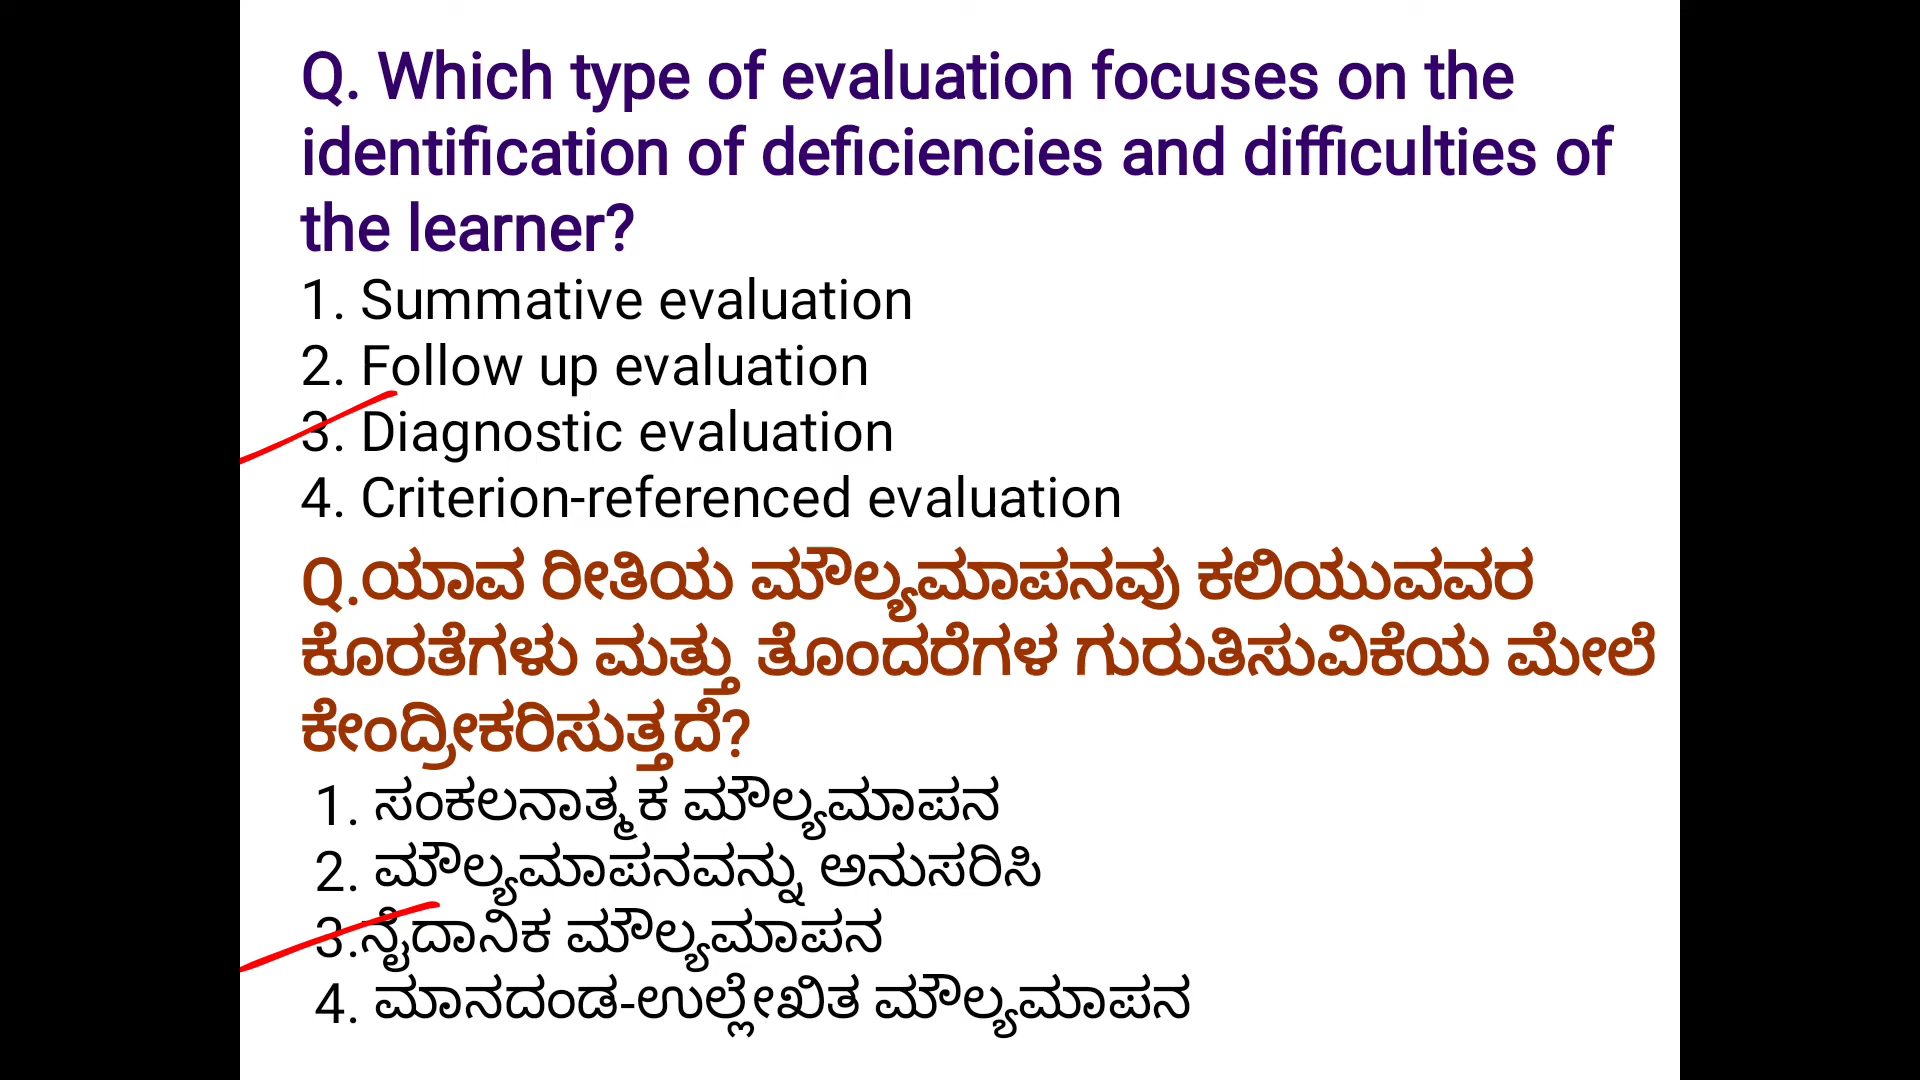 Q. Which type of evaluation focuses on the
identification of deficiencies and difficulties of
the learner?
1. Summative evaluation
2. Follow up evaluation
3. Diagnostic evaluation
4. Criterion-referenced evaluation
Q.ಯಾವ ರೀತಿಯ ಮೌಲ್ಯಮಾಪನವು ಕಲಿಯುವವರ
ಕೊರತೆಗಳು ಮತ್ತು ತೊಂದರೆಗಳ ಗುರುತಿಸುವಿಕೆಯ ಮೇಲೆ
ಕೇಂದ್ರೀಕರಿಸುತ್ತದೆ?
1. ಸಂಕಲನಾತ್ಮಕ ಮೌಲ್ಯಮಾಪನ
2. ಮೌಲ್ಯಮಾಪನವನ್ನು ಅನುಸರಿಸಿ
3.ನೈದಾನಿಕ ಮೌಲ್ಯಮಾಪನ
4. ಮಾನದಂಡ-ಉಲ್ಲೇಖಿತ ಮೌಲ್ಯಮಾಪನ